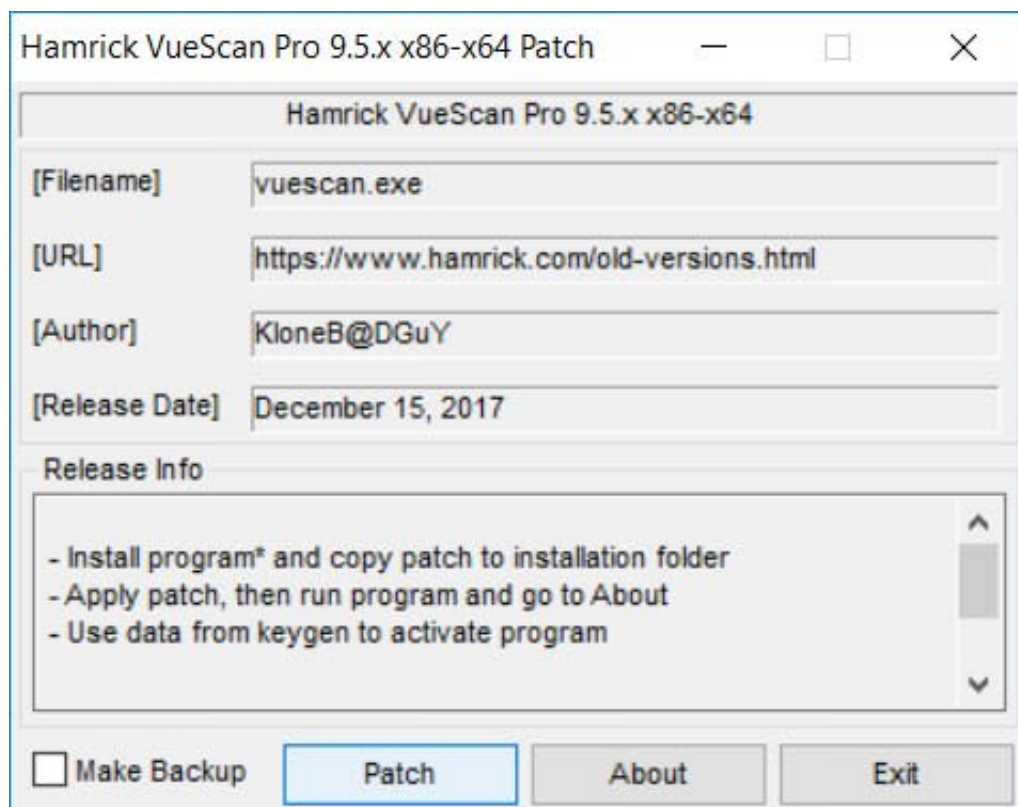 Hamrick VueScan Pro 9.5.x x86-x64 Patch
Hamrick VueScan Pro 9.5.x x86-x64
[Filename] vuescan.exe
[URL] https://www.hamrick.com/old-versions.html
[Author] KloneB@DGuY
[Release Date] December 15, 2017
Release Info
- Install program* and copy patch to installation folder
- Apply patch, then run program and go to About
- Use data from keygen to activate program
Make Backup Patch About Exit